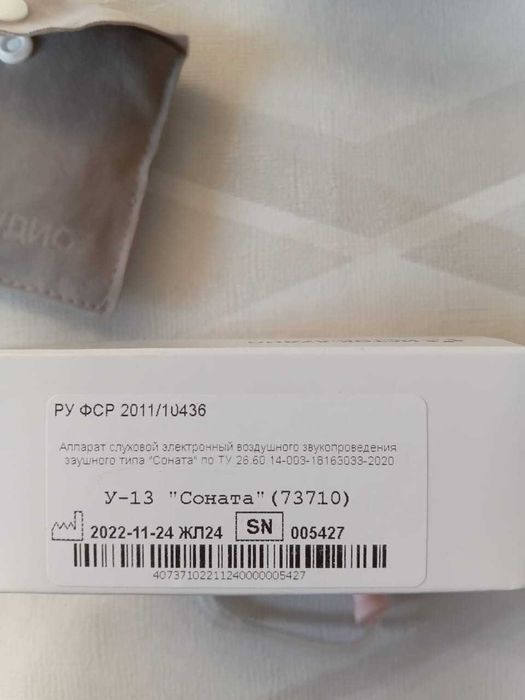 РУ ФСР 2011/10436
Аппарат слуховой электронный воздушного звукопроведения
заушного типа "Соната" по ТУ 26.60 14-003-18163033-2020
У-13 "Соната"(73710)
2022-11-24 ЖЛ24 SN 005427
40737102211240000005427